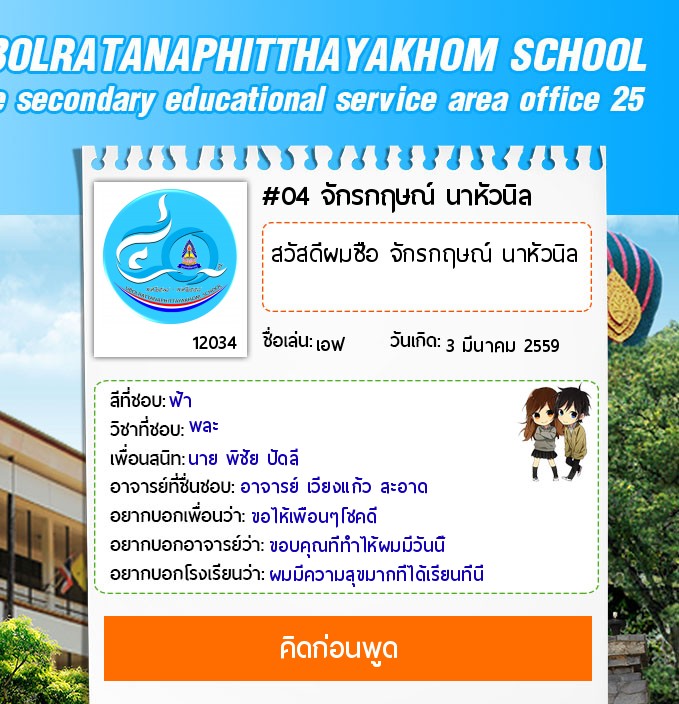 BOLRATANAPHITTHAYAKHOM SCHOOL
e secondary educational service area office 25
#04 จักรกฤษณ์ นาหัวนิล
สวัสดีผมชื่อ จักรกฤษณ์ นาหัวนิล
12034
ชื่อเล่น: เอฟ วันเกิด: 3 มีนาคม 2559
สีที่ชอบ: ฟ้า
วิชาที่ชอบ: พละ
เพื่อนสนิท: นาย พิชัย ปัดสี
อาจารย์ที่ชื่นชอบ: อาจารย์ เวียงแก้ว สะอาด
อยากบอกเพื่อนว่า: ขอให้เพื่อนๆโชคดี
อยากบอกอาจารย์ว่า: ขอบคุณที่ทำให้ผมมีวันนี้
อยากบอกโรงเรียนว่า: ผมมีความสุขมากที่ได้เรียนที่นี่
คิดก่อนพูด